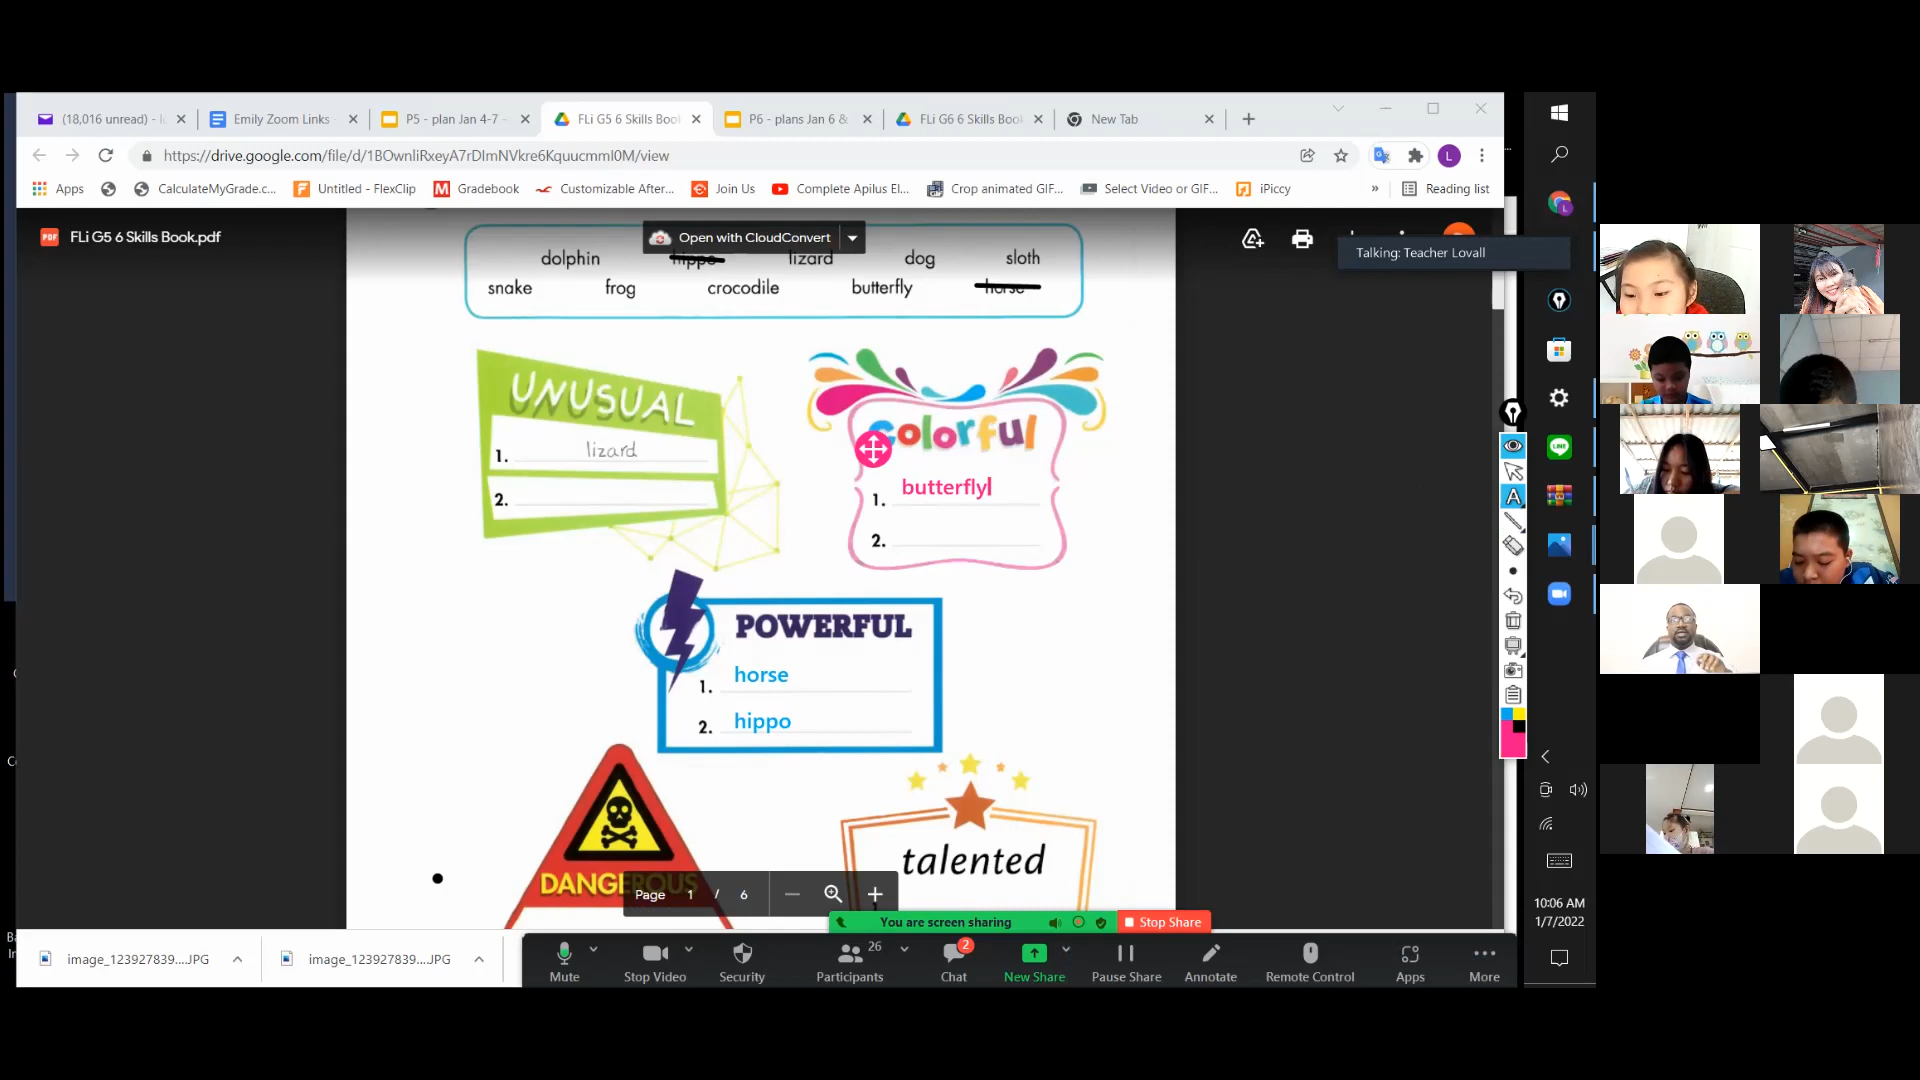 (18,016 unread) - l
Emily Zoom Links -
P5 - plan Jan 4-7 -
FLi G5 6 Skills Book
P6 - plans Jan 6 &
FLi G6 6 Skills Book
New Tab
https://drive.google.com/file/d/1BOwnliRxeyA7rDImNVkre6Kquucmml0M/view
Apps
CalculateMyGrade.c...
Untitled - FlexClip
Gradebook
Customizable After...
Join Us
Complete Apilus El...
Crop animated GIF...
Select Video or GIF...
iPiccy
»
Reading list
PDF FLi G5 6 Skills Book.pdf
Open with CloudConvert
Talking: Teacher Lovall
dolphin hippo lizard dog sloth
snake frog crocodile butterfly horse
UNUSUAL
1. lizard
2.
colorful
1. butterfly
2.
POWERFUL
1. horse
2. hippo
DANGEROUS
talented
Page 1 / 6
You are screen sharing
Stop Share
image_123927839....JPG
image_123927839....JPG
Mute
Stop Video
Security
Participants 26
Chat 2
New Share
Pause Share
Annotate
Remote Control
Apps
More
10:06 AM
1/7/2022